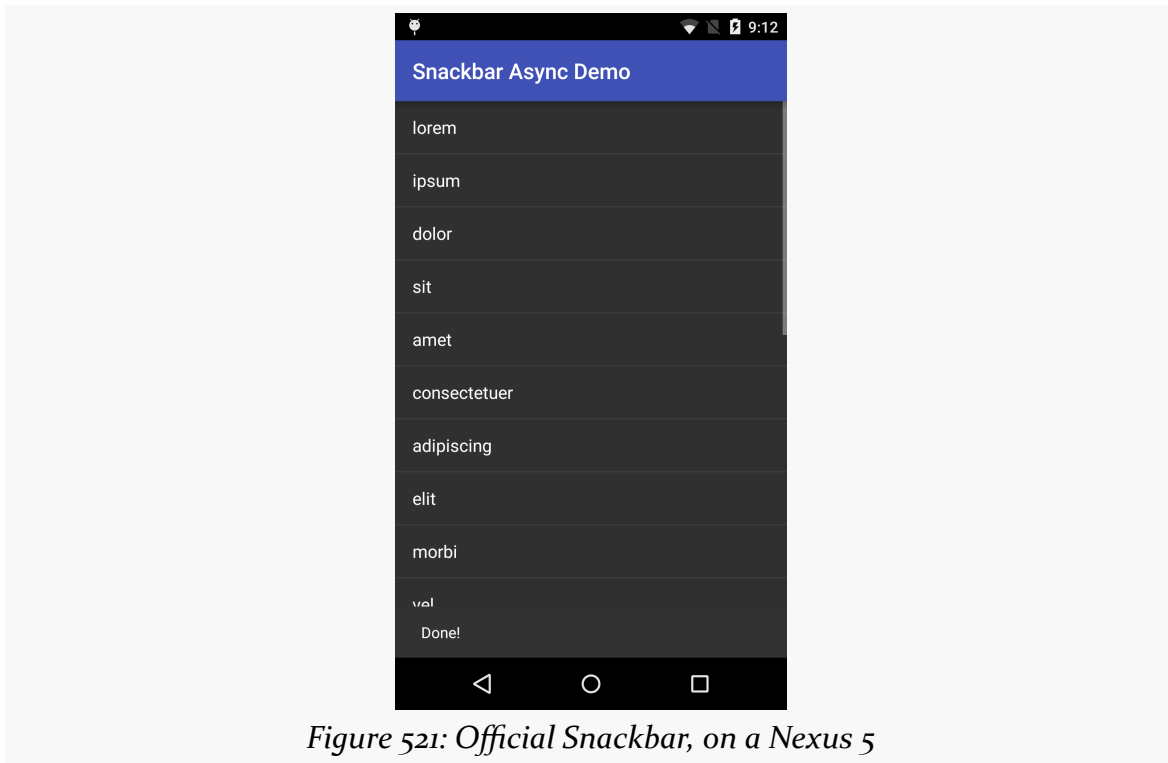 9:12
Snackbar Async Demo
lorem
ipsum
dolor
sit
amet
consectetuer
adipiscing
elit
morbi
vel
Done!
Figure 521: Official Snackbar, on a Nexus 5